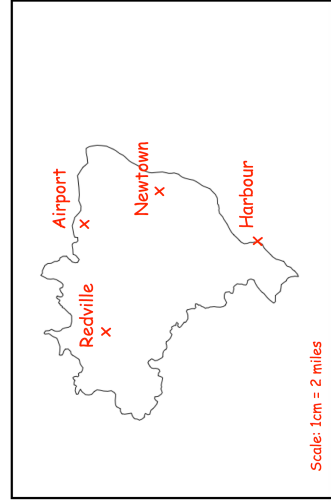 Airport
Redville
Newtown
Harbour
Scale: 1cm = 2 miles